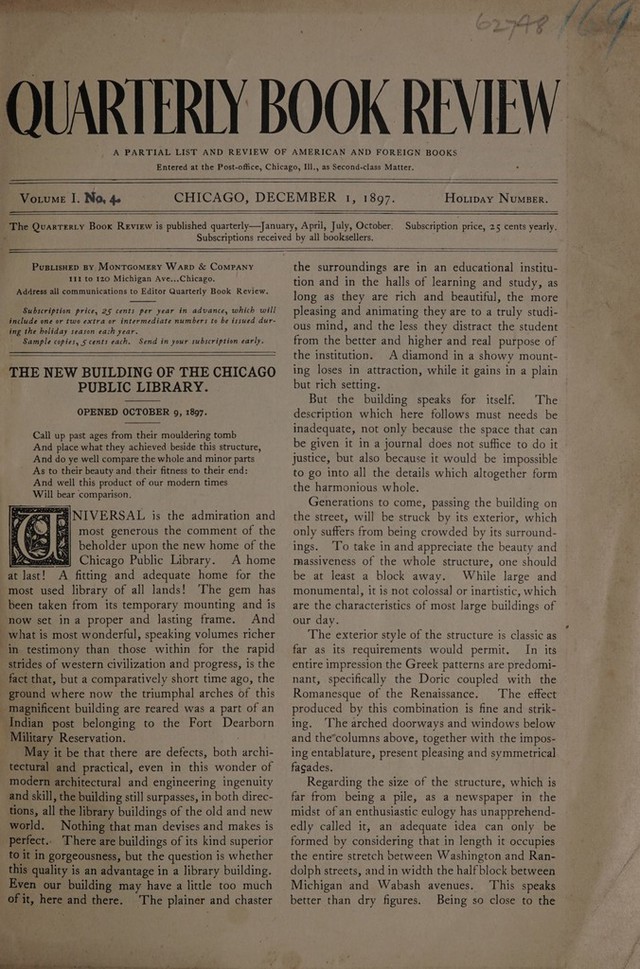 627A8 169
QUARTERLY BOOK REVIEW
A PARTIAL LIST AND REVIEW OF AMERICAN AND FOREIGN BOOKS
Entered at the Post-office, Chicago, Ill., as Second-class Matter.
VOLUME I. No. 4. CHICAGO, DECEMBER 1, 1897. HOLIDAY NUMBER.
The QUARTERLY BOOK REVIEW is published quarterly—January, April, July, October. Subscription price, 25 cents yearly.
Subscriptions received by all booksellers.
PUBLISHED BY MONTGOMERY WARD & COMPANY
111 to 120 Michigan Ave...Chicago.
Address all communications to Editor Quarterly Book Review.
Subscription price, 25 cents per year in advance, which will
include one or two extra or intermediate numbers to be issued dur-
ing the holiday season each year.
Sample copies, 5 cents each. Send in your subscription early.
THE NEW BUILDING OF THE CHICAGO
PUBLIC LIBRARY.
OPENED OCTOBER 9, 1897.
Call up past ages from their mouldering tomb
And place what they achieved beside this structure,
And do ye well compare the whole and minor parts
As to their beauty and their fitness to their end:
And well this product of our modern times
Will bear comparison.
UNIVERSAL is the admiration and
most generous the comment of the
beholder upon the new home of the
Chicago Public Library. A home
at last! A fitting and adequate home for the
most used library of all lands! The gem has
been taken from its temporary mounting and is
now set in a proper and lasting frame. And
what is most wonderful, speaking volumes richer
in testimony than those within for the rapid
strides of western civilization and progress, is the
fact that, but a comparatively short time ago, the
ground where now the triumphal arches of this
magnificent building are reared was a part of an
Indian post belonging to the Fort Dearborn
Military Reservation.
May it be that there are defects, both archi-
tectural and practical, even in this wonder of
modern architectural and engineering ingenuity
and skill, the building still surpasses, in both direc-
tions, all the library buildings of the old and new
world. Nothing that man devises and makes is
perfect. There are buildings of its kind superior
to it in gorgeousness, but the question is whether
this quality is an advantage in a library building.
Even our building may have a little too much
of it, here and there. The plainer and chaster
the surroundings are in an educational institu-
tion and in the halls of learning and study, as
long as they are rich and beautiful, the more
pleasing and animating they are to a truly studi-
ous mind, and the less they distract the student
from the better and higher and real purpose of
the institution. A diamond in a showy mount-
ing loses in attraction, while it gains in a plain
but rich setting.
But the building speaks for itself. The
description which here follows must needs be
inadequate, not only because the space that can
be given it in a journal does not suffice to do it
justice, but also because it would be impossible
to go into all the details which altogether form
the harmonious whole.
Generations to come, passing the building on
the street, will be struck by its exterior, which
only suffers from being crowded by its surround-
ings. To take in and appreciate the beauty and
massiveness of the whole structure, one should
be at least a block away. While large and
monumental, it is not colossal or inartistic, which
are the characteristics of most large buildings of
our day.
The exterior style of the structure is classic as
far as its requirements would permit. In its
entire impression the Greek patterns are predomi-
nant, specifically the Doric coupled with the
Romanesque of the Renaissance. The effect
produced by this combination is fine and strik-
ing. The arched doorways and windows below
and the columns above, together with the impos-
ing entablature, present pleasing and symmetrical
façades.
Regarding the size of the structure, which is
far from being a pile, as a newspaper in the
midst of an enthusiastic eulogy has unapprehend-
edly called it, an adequate idea can only be
formed by considering that in length it occupies
the entire stretch between Washington and Ran-
dolph streets, and in width the half block between
Michigan and Wabash avenues. This speaks
better than dry figures. Being so close to the